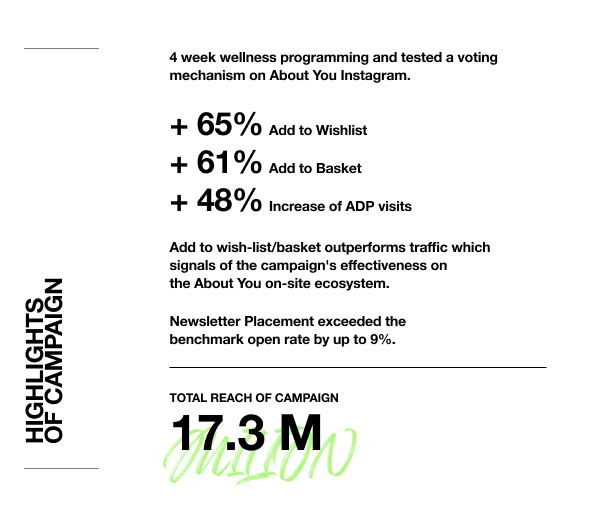 4 week wellness programming and tested a voting
mechanism on About You Instagram.
+ 65% Add to Wishlist
+ 61% Add to Basket
+ 48% Increase of ADP visits
Add to wish-list/basket outperforms traffic which
signals of the campaign's effectiveness on
the About You on-site ecosystem.
Newsletter Placement exceeded the
benchmark open rate by up to 9%.
HIGHLIGHTS
OF CAMPAIGN
TOTAL REACH OF CAMPAIGN
17.3 M
MILLION